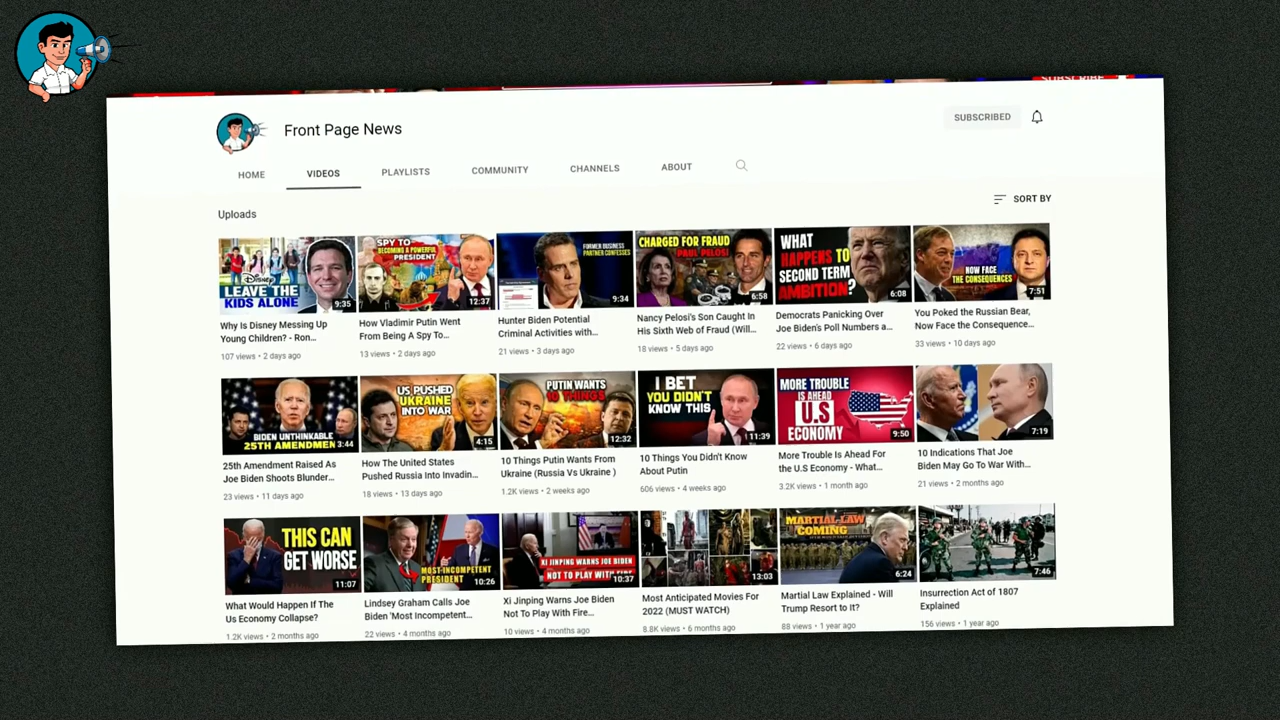 SUBSCRIBE
Front Page News
SUBSCRIBED
HOME
VIDEOS
PLAYLISTS
COMMUNITY
CHANNELS
ABOUT
Uploads
SORT BY
Disney
LEAVE THE
KIDS ALONE
9:35
Why Is Disney Messing Up
Young Children? - Ron...
107 views • 2 days ago
SPY TO
BECOMING A POWERFUL
PRESIDENT
12:37
How Vladimir Putin Went
From Being A Spy To...
13 views • 2 days ago
FORMER BUSINESS
PARTNER CONFESSES
9:34
Hunter Biden Potential
Criminal Activities with...
21 views • 3 days ago
CHARGED FOR FRAUD
PAUL PELOSI
6:58
Nancy Pelosi's Son Caught In
His Sixth Web of Fraud (Will...
18 views • 5 days ago
WHAT
HAPPENS TO
SECOND TERM
AMBITION?
6:08
Democrats Panicking Over
Joe Biden's Poll Numbers a...
22 views • 6 days ago
NOW FACE
THE CONSEQUENCES
7:51
You Poked the Russian Bear,
Now Face the Consequence...
33 views • 10 days ago
BIDEN UNTHINKABLE
25TH AMENDMEN
3:44
25th Amendment Raised As
Joe Biden Shoots Blunder...
23 views • 11 days ago
US PUSHED
UKRAINE
INTO WAR
4:15
How The United States
Pushed Russia Into Invadin...
18 views • 13 days ago
PUTIN WANTS
10 THINGS
12:32
10 Things Putin Wants From
Ukraine (Russia Vs Ukraine )
1.2K views • 2 weeks ago
I BET
YOU DIDN'T
KNOW THIS
11:39
10 Things You Didn't Know
About Putin
606 views • 4 weeks ago
MORE TROUBLE
IS AHEAD
U.S
ECONOMY
9:50
More Trouble Is Ahead For
the U.S Economy - What...
3.2K views • 1 month ago
7:19
10 Indications That Joe
Biden May Go To War With...
21 views • 2 months ago
THIS CAN
GET WORSE
11:07
What Would Happen If The
Us Economy Collapse?
1.2K views • 2 months ago
MOST INCOMPETENT
PRESIDENT
10:26
Lindsey Graham Calls Joe
Biden 'Most Incompetent...
22 views • 4 months ago
XI JINPING WARNS JOE BIDEN
NOT TO PLAY WITH
10:37
Xi Jinping Warns Joe Biden
Not To Play With Fire...
10 views • 4 months ago
13:03
Most Anticipated Movies For
2022 (MUST WATCH)
8.8K views • 6 months ago
MARTIAL LAW
COMING
6:24
Martial Law Explained - Will
Trump Resort to It?
88 views • 1 year ago
7:46
Insurrection Act of 1807
Explained
156 views • 1 year ago